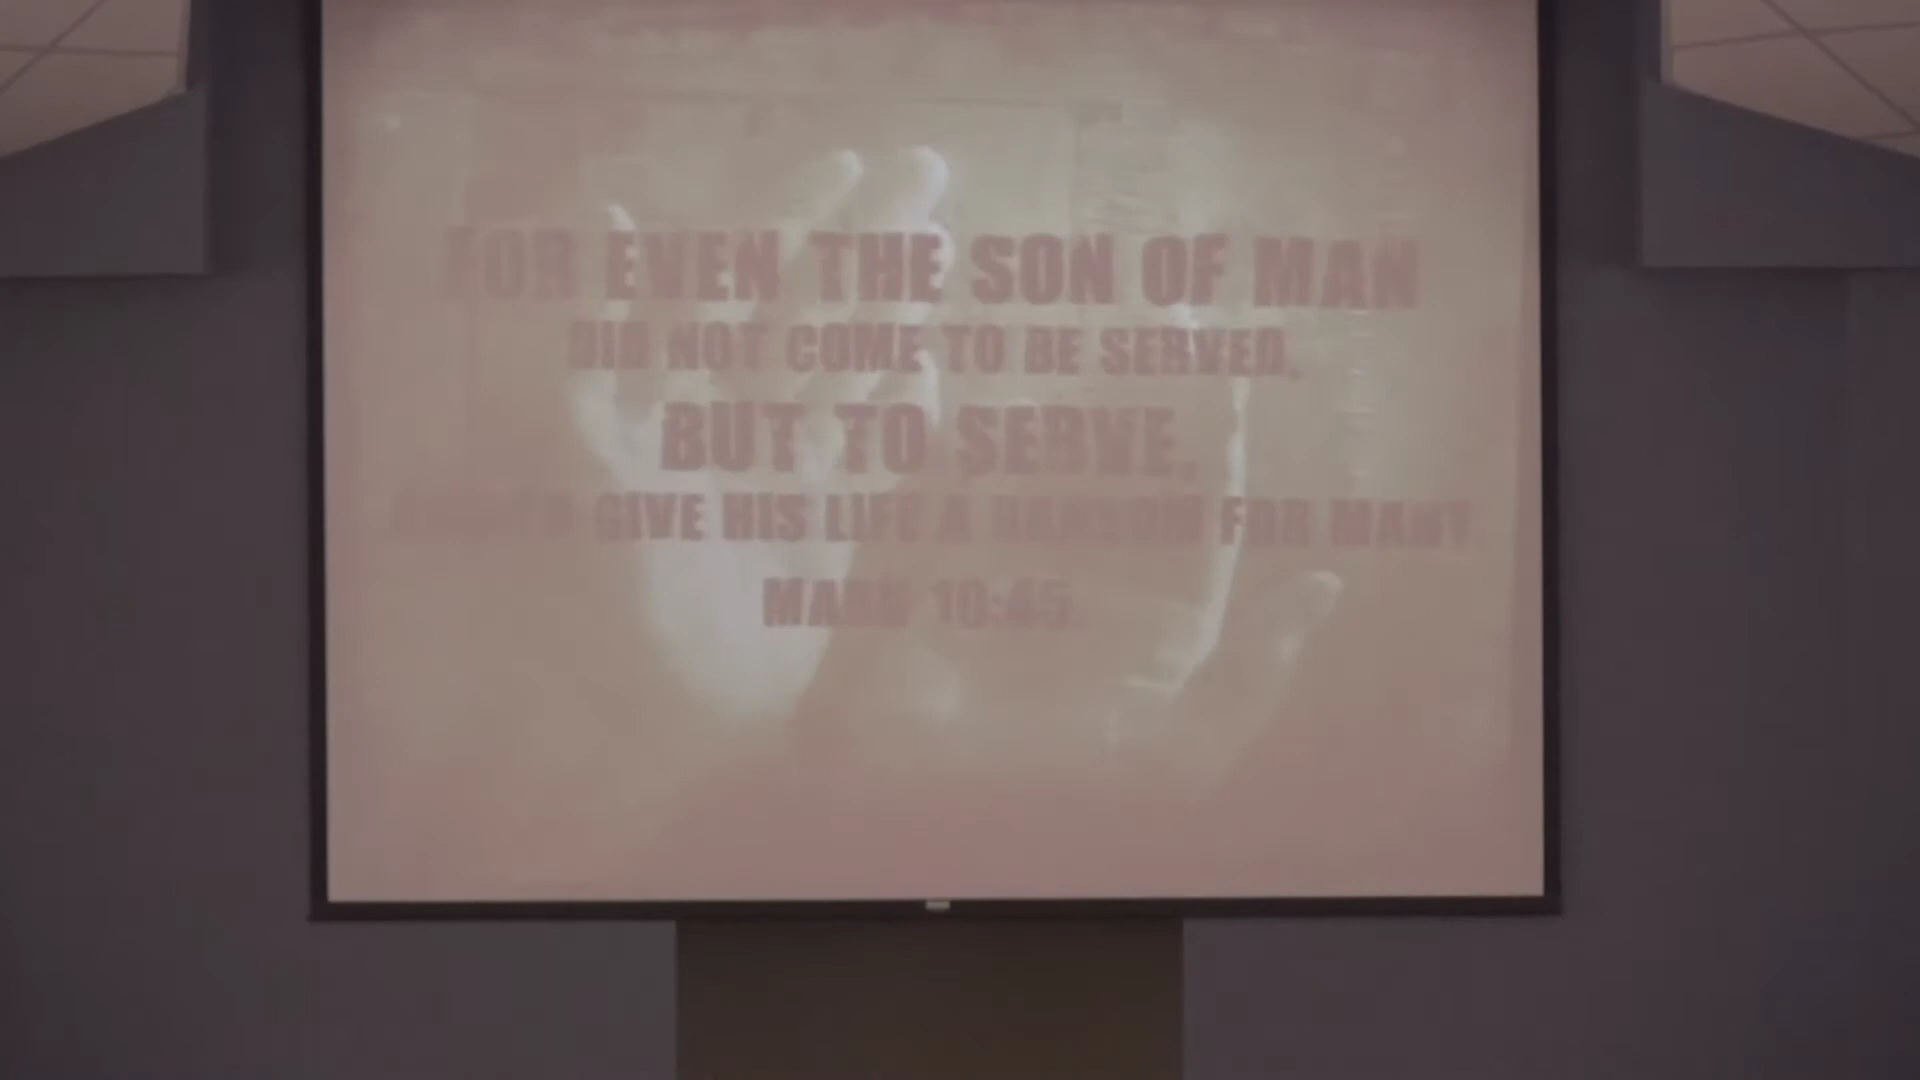 FOR EVEN THE SON OF MAN
DID NOT COME TO BE SERVED,
BUT TO SERVE,
GIVE HIS LIFE A RANSOM FOR MANY.
MARK 10:45